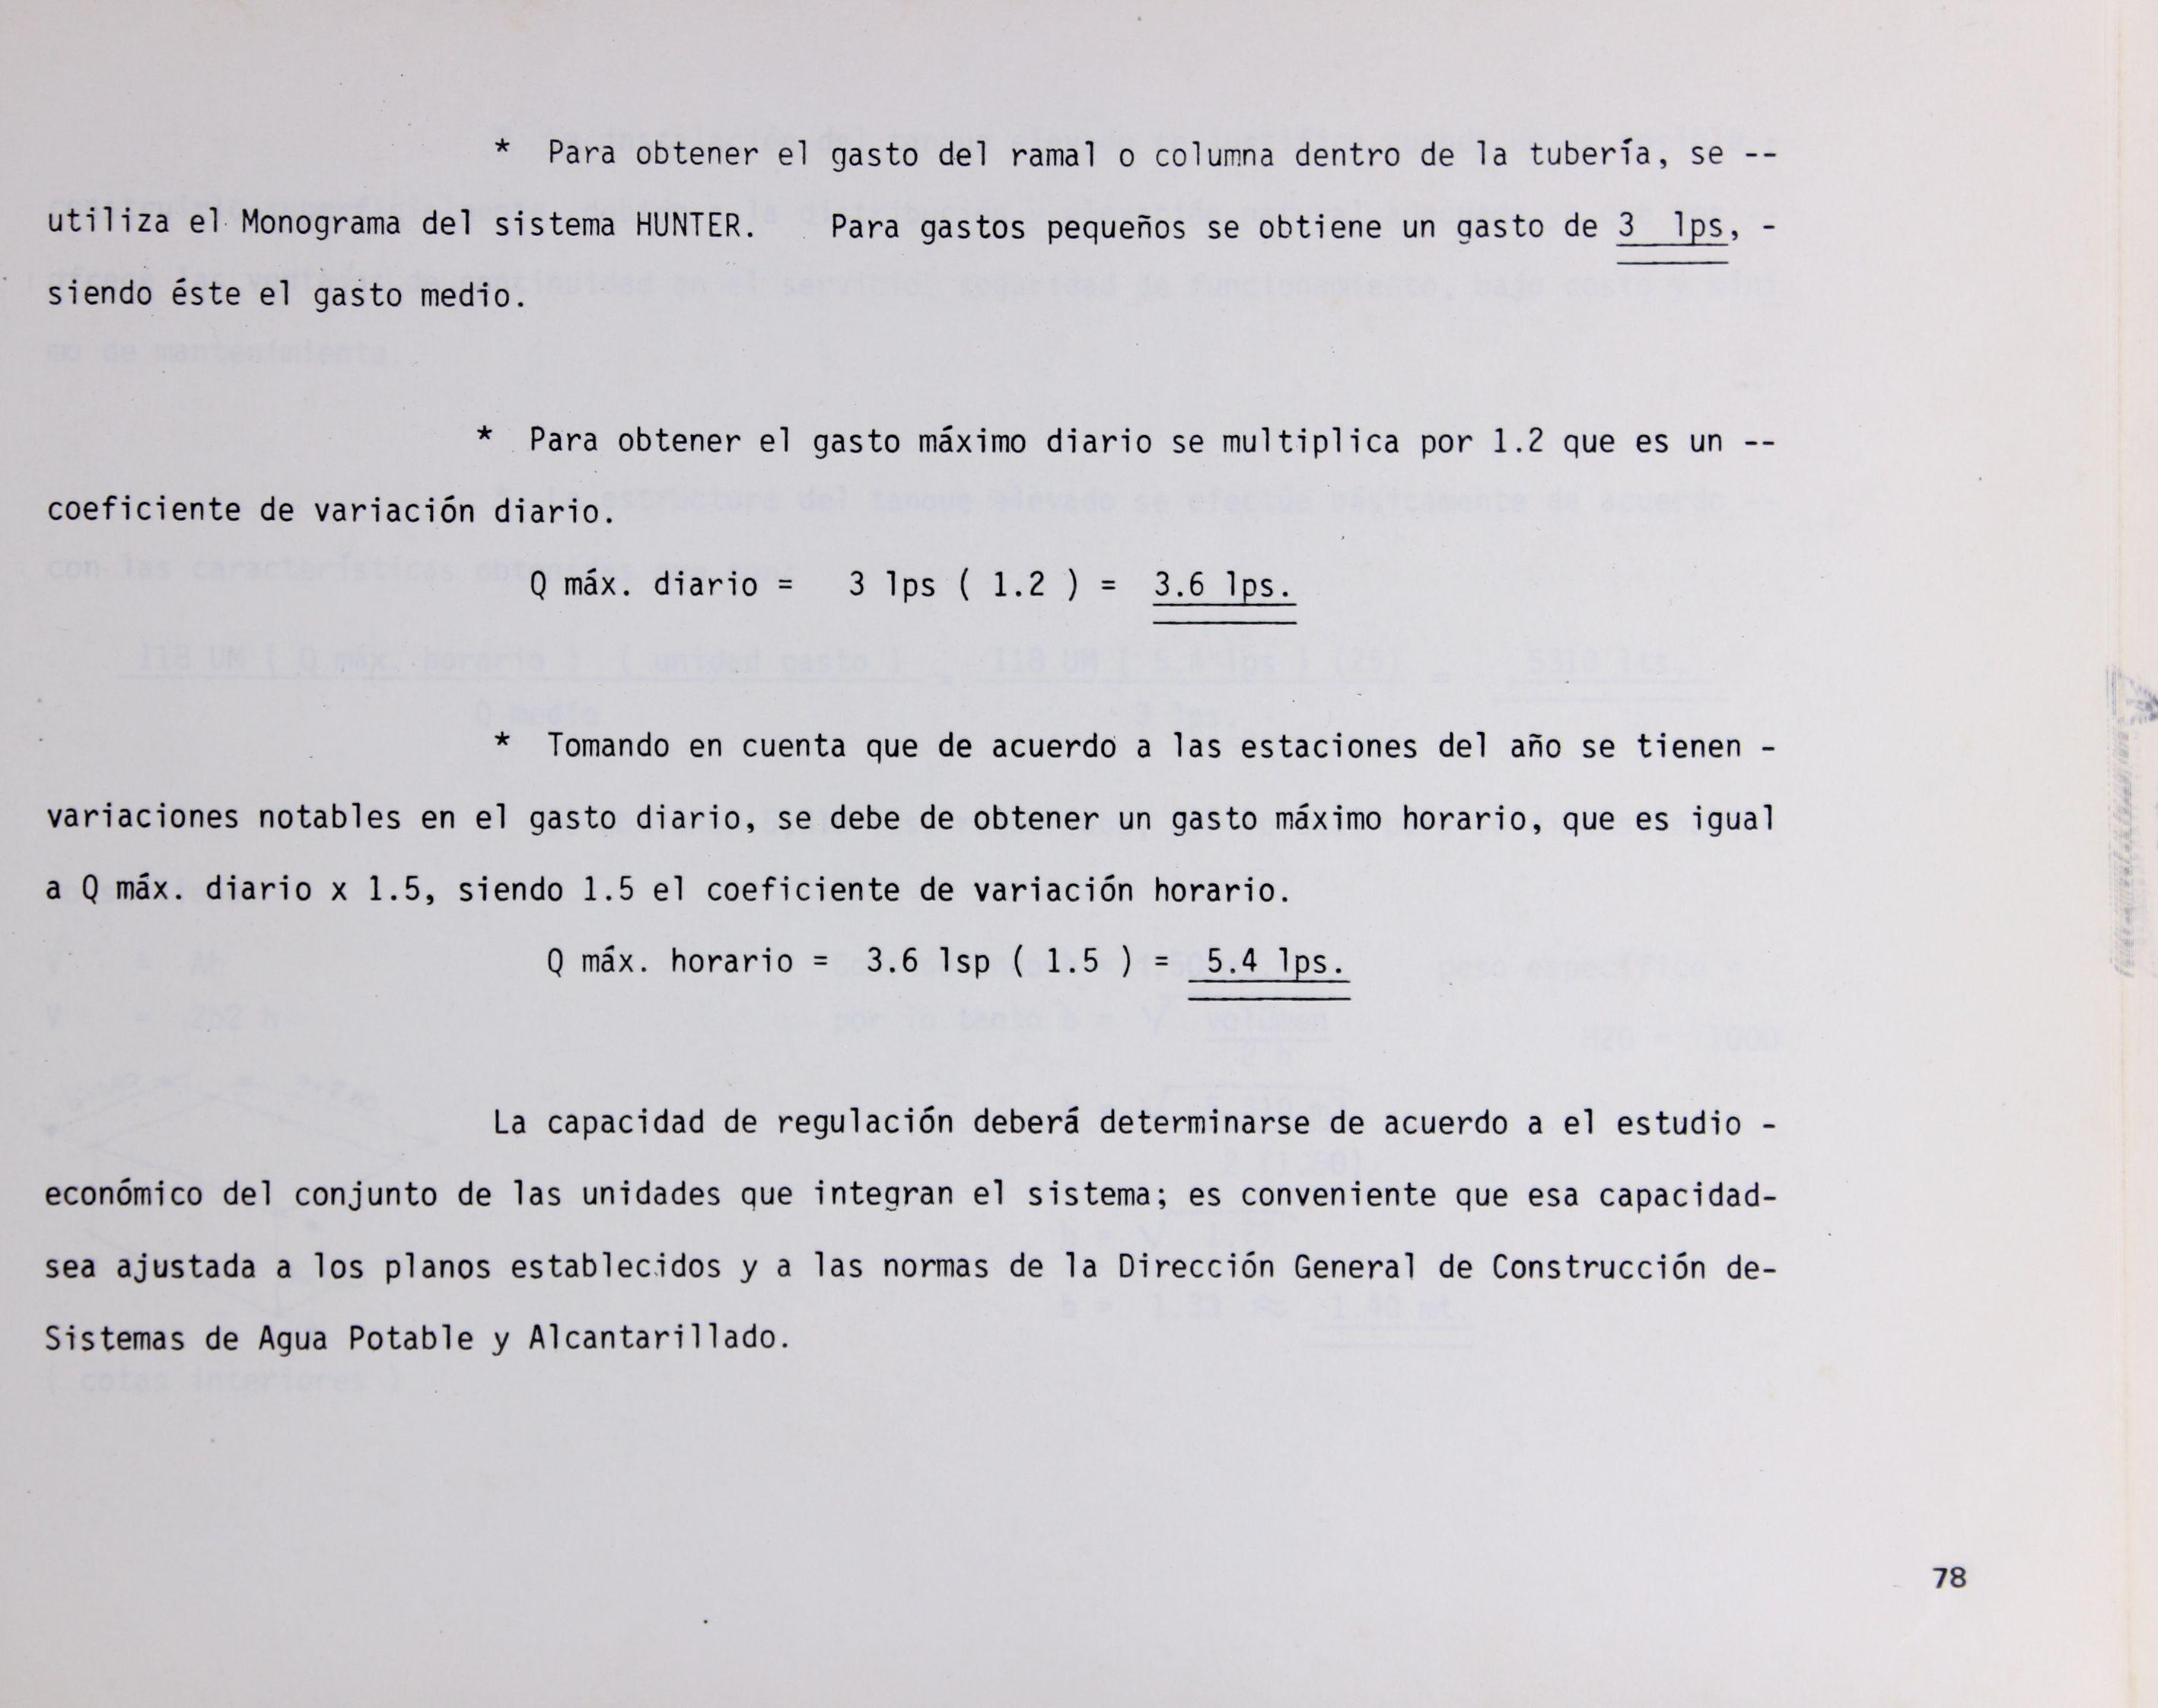 * Para obtener el gasto del ramal o columna dentro de la tubería, se --
utiliza el Monograma del sistema HUNTER. Para gastos pequeños se obtiene un gasto de 3 lps, -
siendo éste el gasto medio.
* Para obtener el gasto máximo diario se multiplica por 1.2 que es un --
coeficiente de variación diario.
Q máx. diario = 3 lps ( 1.2 ) = 3.6 lps.
* Tomando en cuenta que de acuerdo a las estaciones del año se tienen -
variaciones notables en el gasto diario, se debe de obtener un gasto máximo horario, que es igual
a Q máx. diario x 1.5, siendo 1.5 el coeficiente de variación horario.
Q máx. horario = 3.6 lsp ( 1.5 ) = 5.4 lps.
La capacidad de regulación deberá determinarse de acuerdo a el estudio -
económico del conjunto de las unidades que integran el sistema; es conveniente que esa capacidad-
sea ajustada a los planos establecidos y a las normas de la Dirección General de Construcción de-
Sistemas de Agua Potable y Alcantarillado.
78